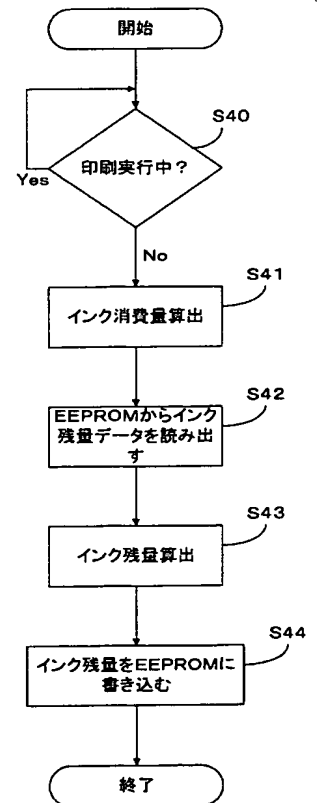 開始
S40
印刷実行中？
Yes
No
S41
インク消費量算出
S42
EEPROMからインク
残量データを読み出
す
S43
インク残量算出
S44
インク残量をEEPROMに
書き込む
終了